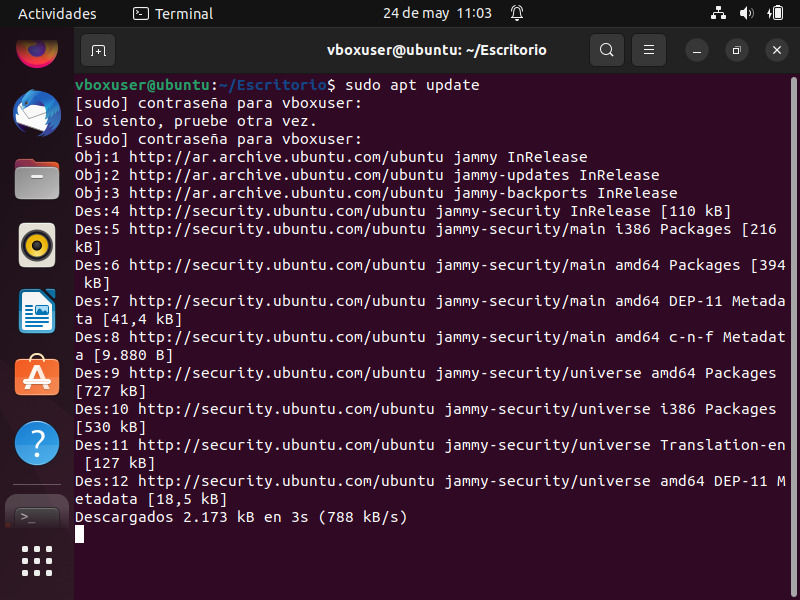 Actividades
Terminal
24 de may 11:03
vboxuser@ubuntu: ~/Escritorio
vboxuser@ubuntu:~/Escritorio$ sudo apt update
[sudo] contraseña para vboxuser:
Lo siento, pruebe otra vez.
[sudo] contraseña para vboxuser:
Obj:1 http://ar.archive.ubuntu.com/ubuntu jammy InRelease
Obj:2 http://ar.archive.ubuntu.com/ubuntu jammy-updates InRelease
Obj:3 http://ar.archive.ubuntu.com/ubuntu jammy-backports InRelease
Des:4 http://security.ubuntu.com/ubuntu jammy-security InRelease [110 kB]
Des:5 http://security.ubuntu.com/ubuntu jammy-security/main i386 Packages [216
kB]
Des:6 http://security.ubuntu.com/ubuntu jammy-security/main amd64 Packages [394
 kB]
Des:7 http://security.ubuntu.com/ubuntu jammy-security/main amd64 DEP-11 Metada
ta [41,4 kB]
Des:8 http://security.ubuntu.com/ubuntu jammy-security/main amd64 c-n-f Metadat
a [9.880 B]
Des:9 http://security.ubuntu.com/ubuntu jammy-security/universe amd64 Packages
[727 kB]
Des:10 http://security.ubuntu.com/ubuntu jammy-security/universe i386 Packages
[530 kB]
Des:11 http://security.ubuntu.com/ubuntu jammy-security/universe Translation-en
 [127 kB]
Des:12 http://security.ubuntu.com/ubuntu jammy-security/universe amd64 DEP-11 M
etadata [18,5 kB]
Descargados 2.173 kB en 3s (788 kB/s)